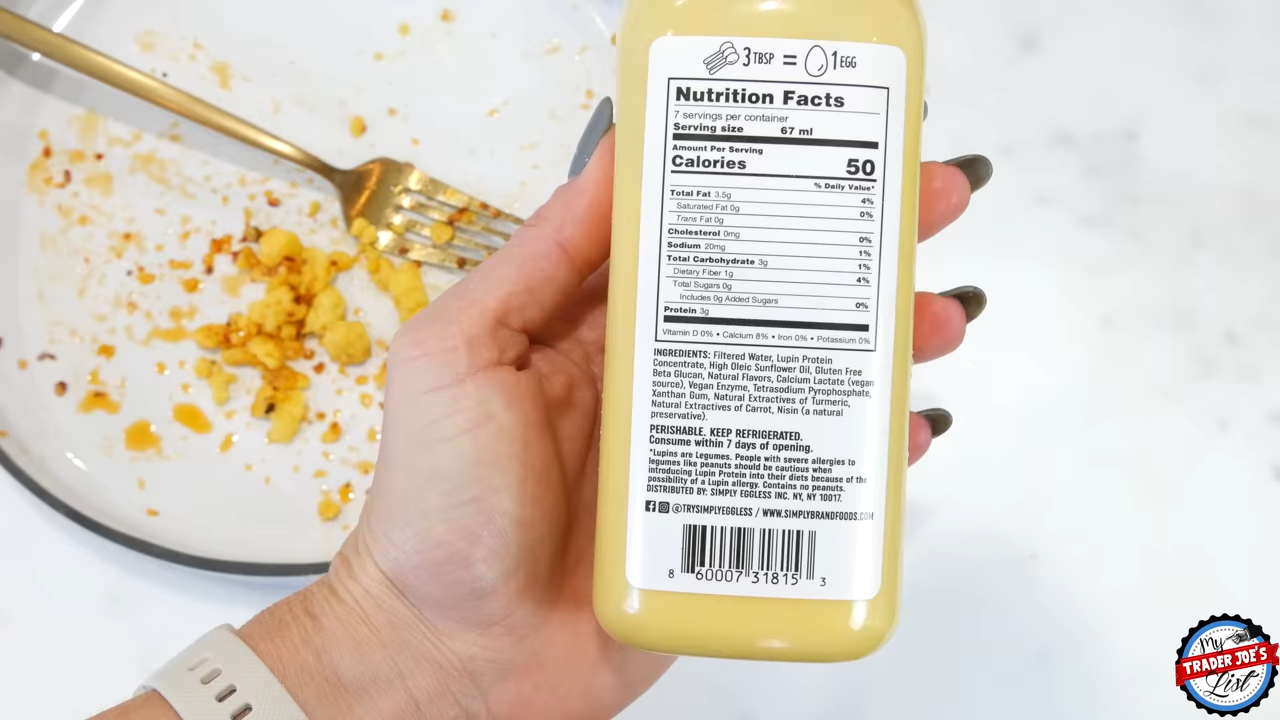 3 TBSP = 1 EGG
Nutrition Facts
7 servings per container
Serving size 67 ml
Amount Per Serving
Calories 50
% Daily Value*
Total Fat 3.5g 4%
Saturated Fat 0g 0%
Trans Fat 0g
Cholesterol 0mg 0%
Sodium 20mg 1%
Total Carbohydrate 3g 1%
Dietary Fiber 1g 4%
Total Sugars 0g
Includes 0g Added Sugars 0%
Protein 3g
Vitamin D 0% • Calcium 8% • Iron 0% • Potassium 0%
INGREDIENTS: Filtered Water, Lupin Protein
Concentrate, High Oleic Sunflower Oil, Gluten Free
Beta Glucan, Natural Flavors, Calcium Lactate (vegan
source), Vegan Enzyme, Tetrasodium Pyrophosphate,
Xanthan Gum, Natural Extractives of Turmeric,
Natural Extractives of Carrot, Nisin (a natural
preservative).
PERISHABLE. KEEP REFRIGERATED.
Consume within 7 days of opening.
*Lupins are Legumes. People with severe allergies to
legumes like peanuts should be cautious when
introducing Lupin Protein into their diets because of the
possibility of a Lupin allergy. Contains no peanuts.
DISTRIBUTED BY: SIMPLY EGGLESS INC. NY, NY 10017.
@TRYSIMPLYEGGLESS / WWW.SIMPLYBRANDFOODS.COM
8 60007 31815 3
My
TRADER JOE'S
List